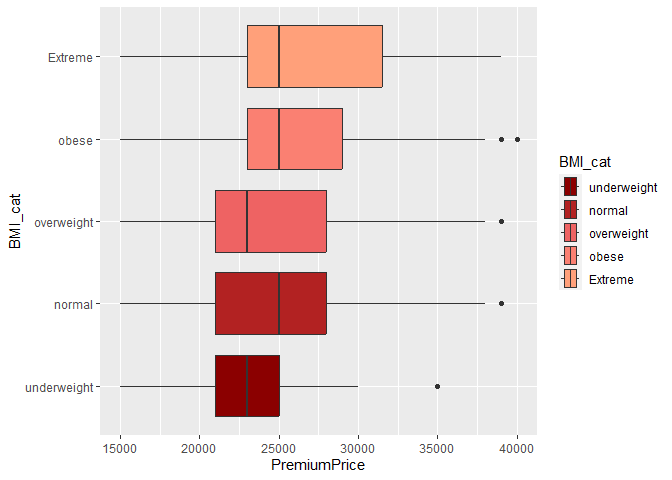 Extreme
obese
overweight
normal
underweight
BMI_cat
15000 20000 25000 30000 35000 40000
PremiumPrice
BMI_cat
underweight
normal
overweight
obese
Extreme